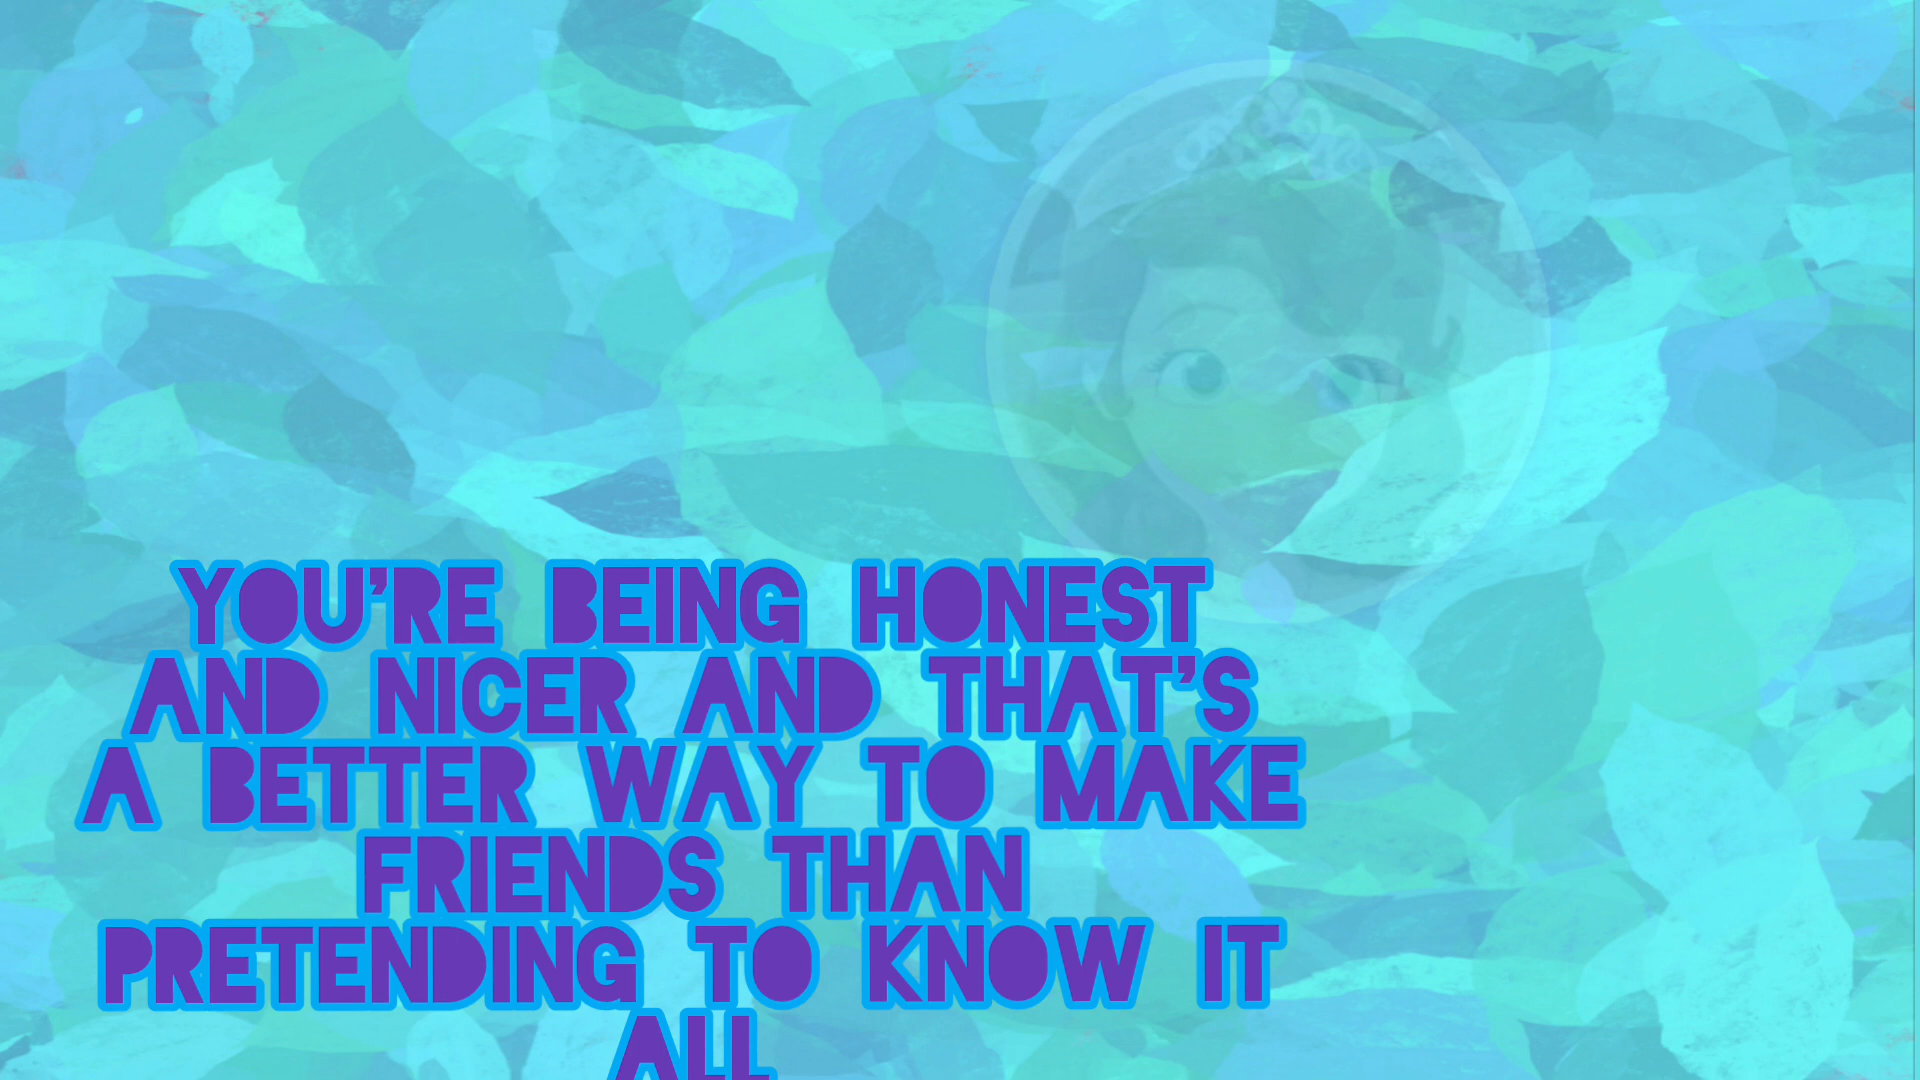 YOU'RE BEING HONEST
AND NICER AND THAT'S
A BETTER WAY TO MAKE
FRIENDS THAN
PRETENDING TO KNOW IT
ALL